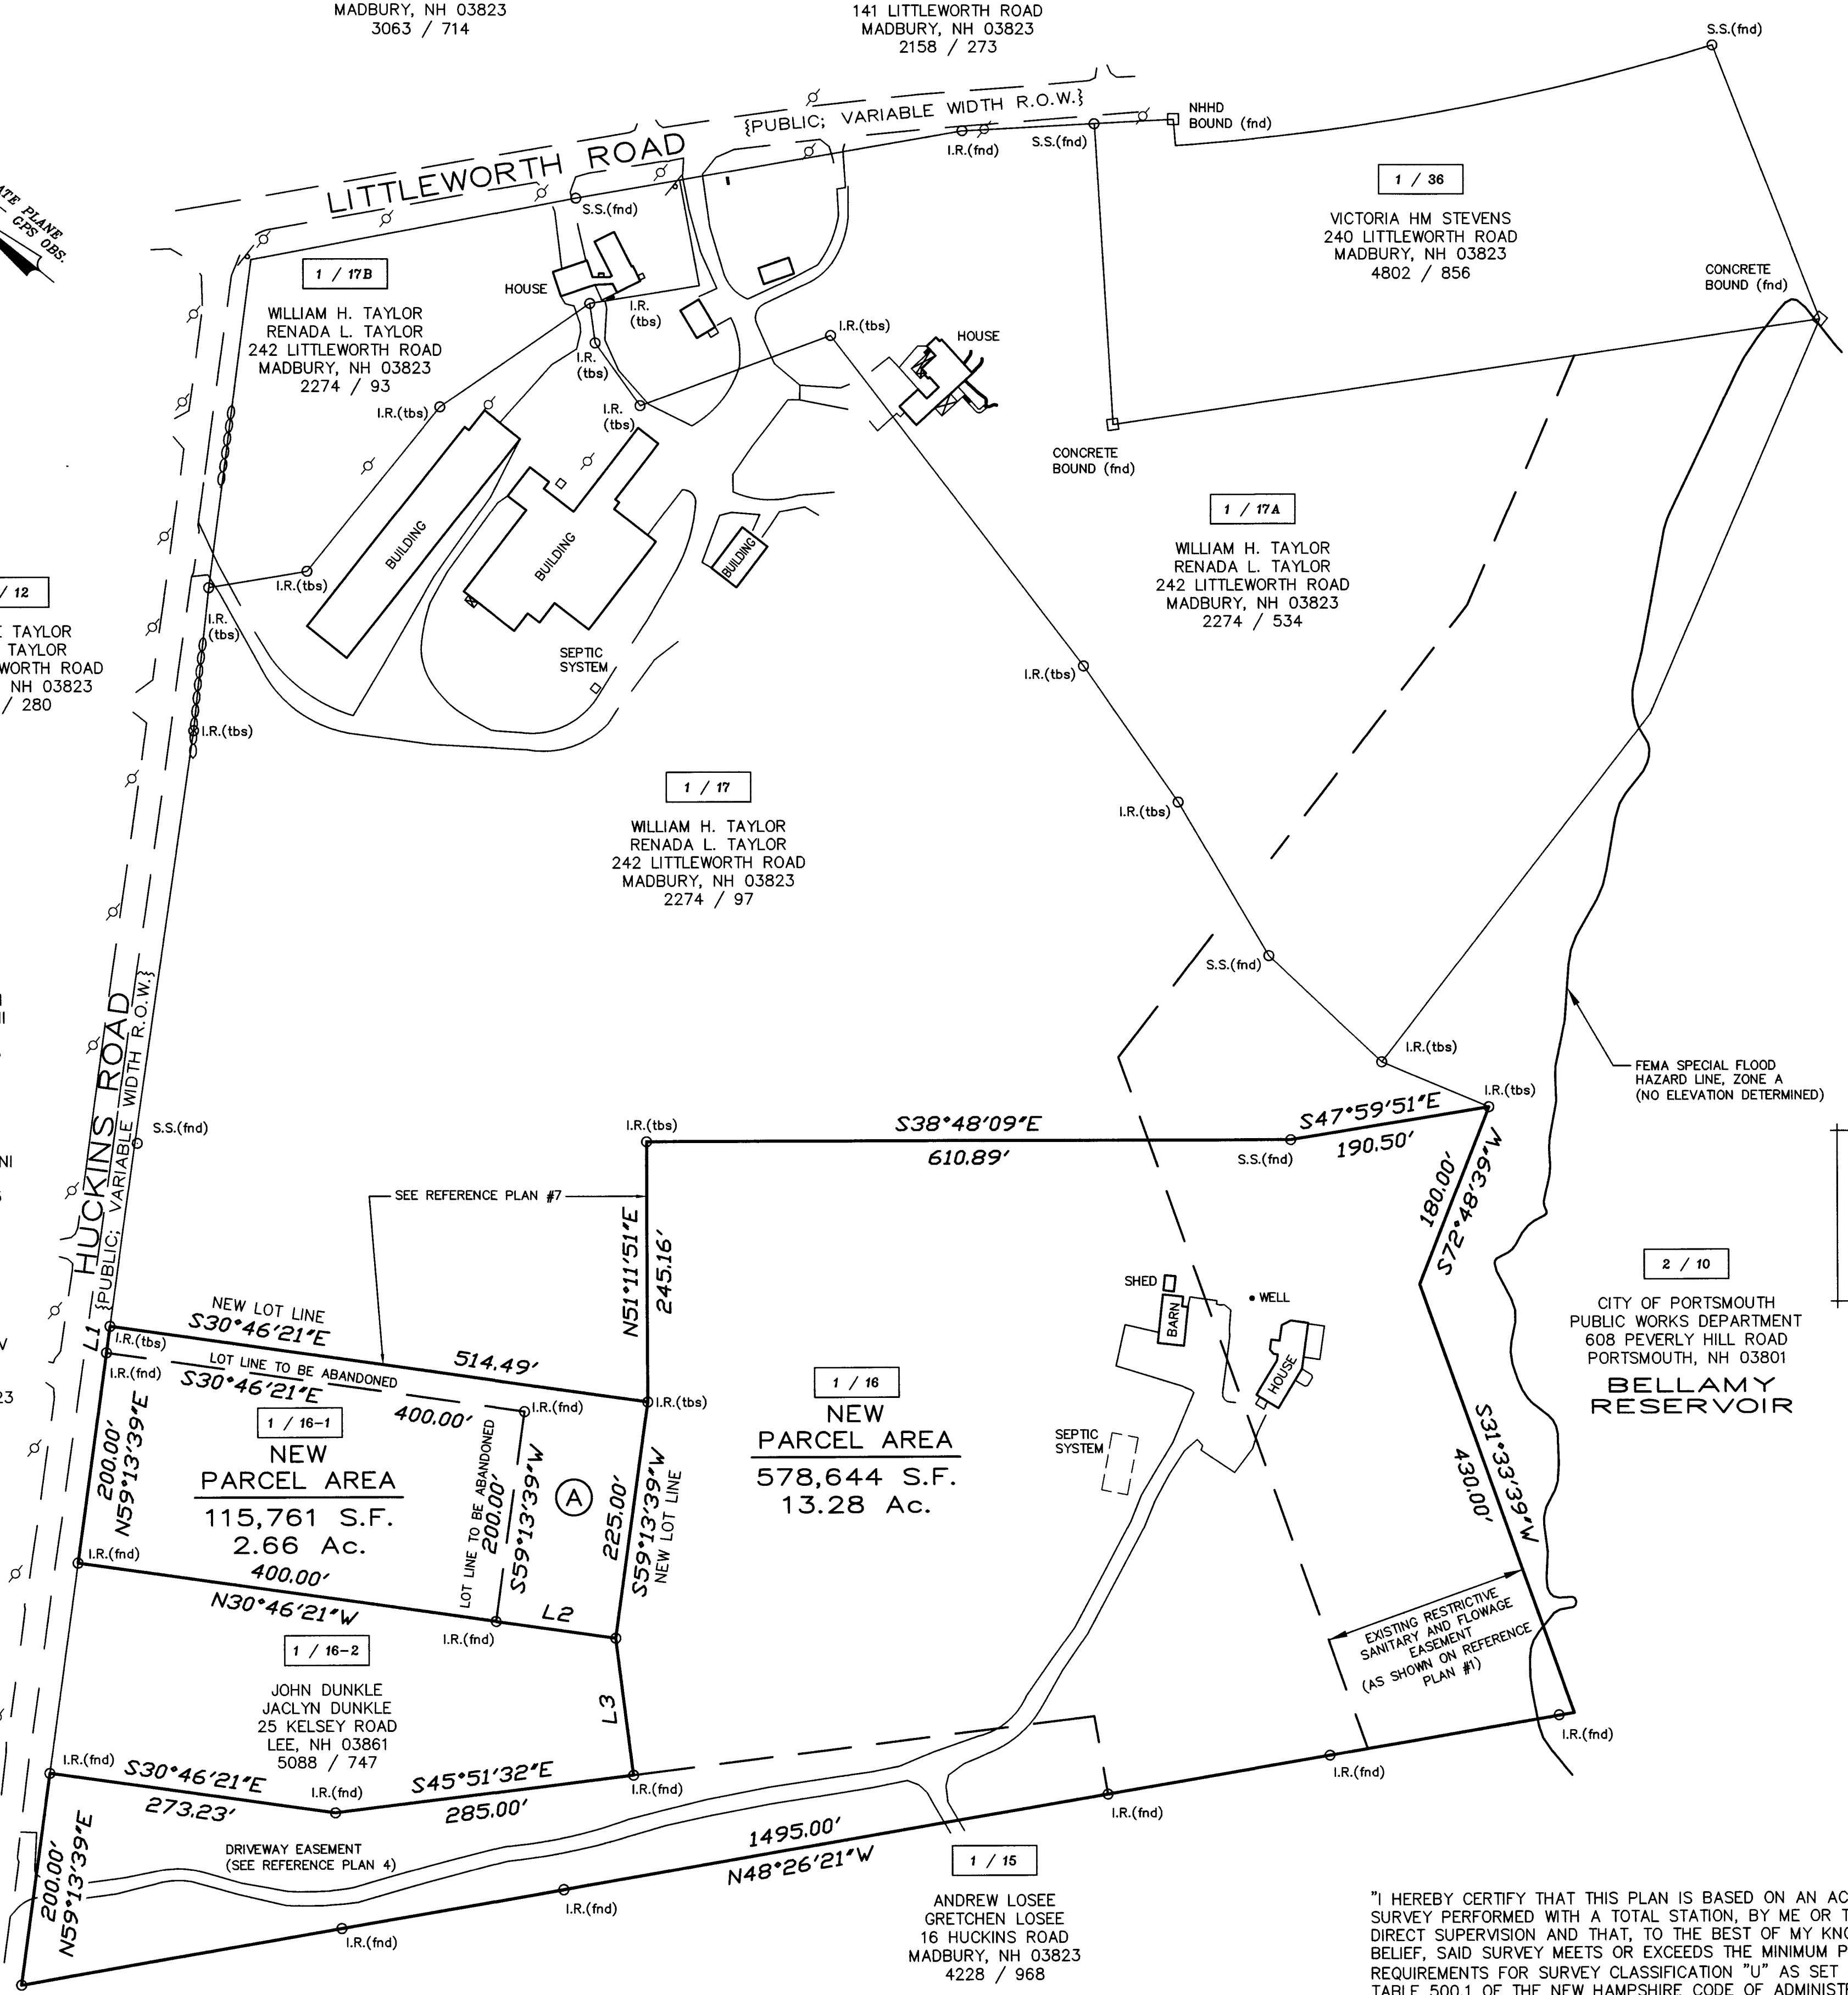 MADBURY, NH 03823
3063 / 714
141 LITTLEWORTH ROAD
MADBURY, NH 03823
2158 / 273
S.S.(fnd)
{PUBLIC; VARIABLE WIDTH R.O.W.}
NHHD
BOUND (fnd)
I.R.(fnd)
S.S.(fnd)
LITTLEWORTH ROAD
S.S.(fnd)
PLANE
GPS OBS.
1 / 36
VICTORIA HM STEVENS
240 LITTLEWORTH ROAD
MADBURY, NH 03823
4802 / 856
CONCRETE
BOUND (fnd)
1 / 17B
WILLIAM H. TAYLOR
RENADA L. TAYLOR
242 LITTLEWORTH ROAD
MADBURY, NH 03823
2274 / 93
HOUSE
I.R.
(tbs)
I.R.
(tbs)
I.R.(tbs)
HOUSE
I.R.(tbs)
I.R.
(tbs)
CONCRETE
BOUND (fnd)
1 / 17A
WILLIAM H. TAYLOR
RENADA L. TAYLOR
242 LITTLEWORTH ROAD
MADBURY, NH 03823
2274 / 534
BUILDING
BUILDING
BUILDING
I.R.(tbs)
I.R.
(tbs)
/ 12
TAYLOR
TAYLOR
ROAD
NH 03823
/ 280
SEPTIC
SYSTEM
I.R.(tbs)
I.R.(tbs)
1 / 17
WILLIAM H. TAYLOR
RENADA L. TAYLOR
242 LITTLEWORTH ROAD
MADBURY, NH 03823
2274 / 97
I.R.(tbs)
S.S.(fnd)
HUCKINS ROAD
{PUBLIC; VARIABLE WIDTH R.O.W.}
I.R.(tbs)
FEMA SPECIAL FLOOD
HAZARD LINE, ZONE A
(NO ELEVATION DETERMINED)
I.R.(tbs)
S.S.(fnd)
I.R.(tbs)
S38°48'09"E
610.89'
S47°59'51"E
190.50'
S.S.(fnd)
180.00'
S72°48'39"W
SEE REFERENCE PLAN #7
N51°11'51"E
245.16'
SHED
BARN
WELL
HOUSE
2 / 10
CITY OF PORTSMOUTH
PUBLIC WORKS DEPARTMENT
608 PEVERLY HILL ROAD
PORTSMOUTH, NH 03801
BELLAMY
RESERVOIR
L1
I.R.(tbs)
NEW LOT LINE
S30°46'21"E
514.49'
I.R.(fnd)
LOT LINE TO BE ABANDONED
S30°46'21"E
400.00'
I.R.(fnd)
I.R.(tbs)
1 / 16-1
NEW
PARCEL AREA
115,761 S.F.
2.66 Ac.
200.00'
N59°13'39"E
LOT LINE TO BE ABANDONED
200.00'
S59°13'39"W
A
225.00'
S59°13'39"W
NEW LOT LINE
1 / 16
NEW
PARCEL AREA
578,644 S.F.
13.28 Ac.
SEPTIC
SYSTEM
S31°33'39"W
430.00'
I.R.(fnd)
400.00'
N30°46'21"W
L2
I.R.(fnd)
EXISTING RESTRICTIVE
SANITARY AND FLOWAGE
EASEMENT
(AS SHOWN ON REFERENCE
PLAN #1)
1 / 16-2
JOHN DUNKLE
JACLYN DUNKLE
25 KELSEY ROAD
LEE, NH 03861
5088 / 747
L3
I.R.(fnd)
S30°46'21"E
273.23'
I.R.(fnd)
S45°51'32"E
285.00'
I.R.(fnd)
I.R.(fnd)
I.R.(fnd)
I.R.(fnd)
200.00'
N59°13'39"E
DRIVEWAY EASEMENT
(SEE REFERENCE PLAN 4)
1495.00'
N48°26'21"W
I.R.(fnd)
I.R.(fnd)
1 / 15
ANDREW LOSEE
GRETCHEN LOSEE
16 HUCKINS ROAD
MADBURY, NH 03823
4228 / 968
"I HEREBY CERTIFY THAT THIS PLAN IS BASED ON AN
SURVEY PERFORMED WITH A TOTAL STATION, BY ME OR
DIRECT SUPERVISION AND THAT, TO THE BEST OF MY
BELIEF, SAID SURVEY MEETS OR EXCEEDS THE MINIMUM
REQUIREMENTS FOR SURVEY CLASSIFICATION "U" AS SET
TABLE 500.1 OF THE NEW HAMPSHIRE CODE OF